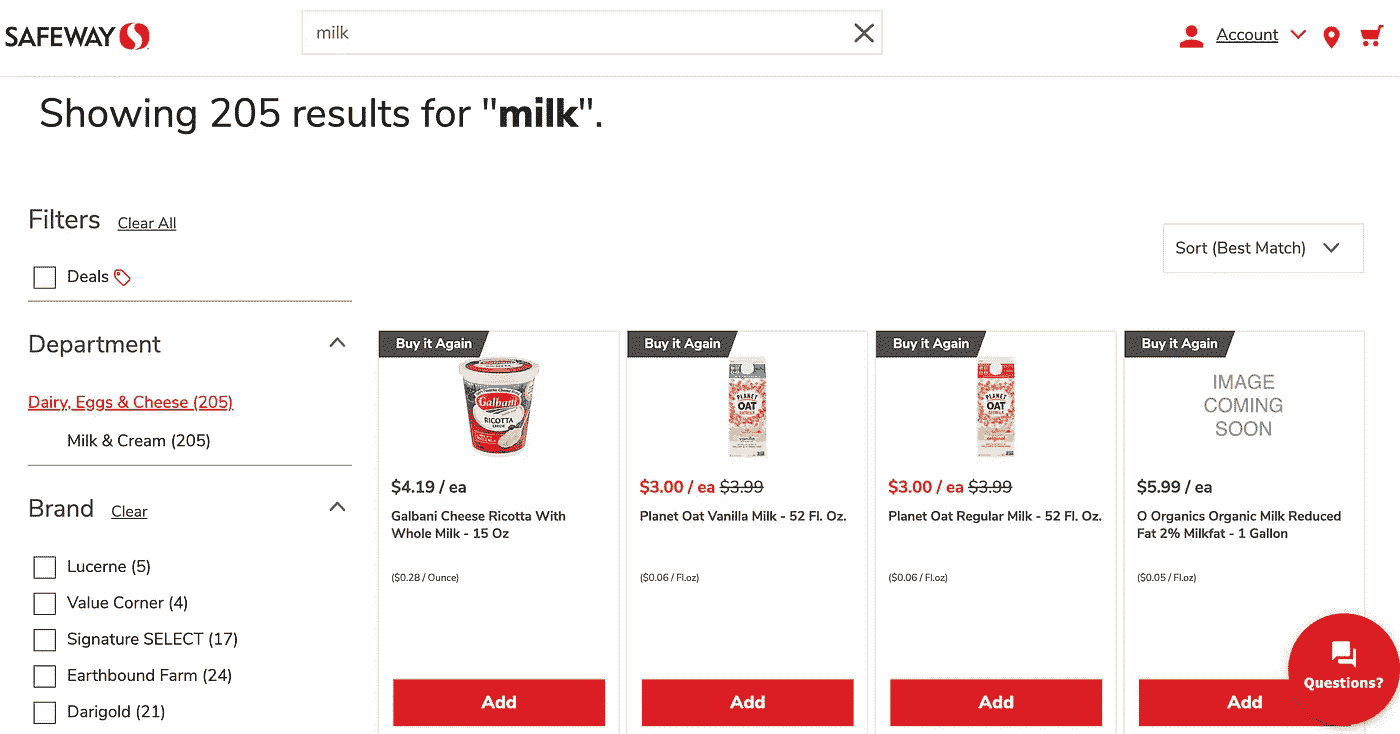 SAFEWAY
milk
Account
Showing 205 results for "milk".
Filters Clear All
Deals
Sort (Best Match)
Department
Dairy, Eggs & Cheese (205)
Milk & Cream (205)
Brand Clear
Lucerne (5)
Value Corner (4)
Signature SELECT (17)
Earthbound Farm (24)
Darigold (21)
Buy it Again
Galbani
RICOTTA
CHEESE
$4.19 / ea
Galbani Cheese Ricotta With
Whole Milk - 15 Oz
($0.28 / Ounce)
Add
Buy it Again
PLANET
OAT
OATMILK
vanilla
$3.00 / ea $3.99
Planet Oat Vanilla Milk - 52 Fl. Oz.
($0.06 / Fl.oz)
Add
Buy it Again
PLANET
OAT
OATMILK
original
$3.00 / ea $3.99
Planet Oat Regular Milk - 52 Fl. Oz.
($0.06 / Fl.oz)
Add
Buy it Again
IMAGE
COMING
SOON
$5.99 / ea
O Organics Organic Milk Reduced
Fat 2% Milkfat - 1 Gallon
($0.05 / Fl.oz)
Add
Questions?